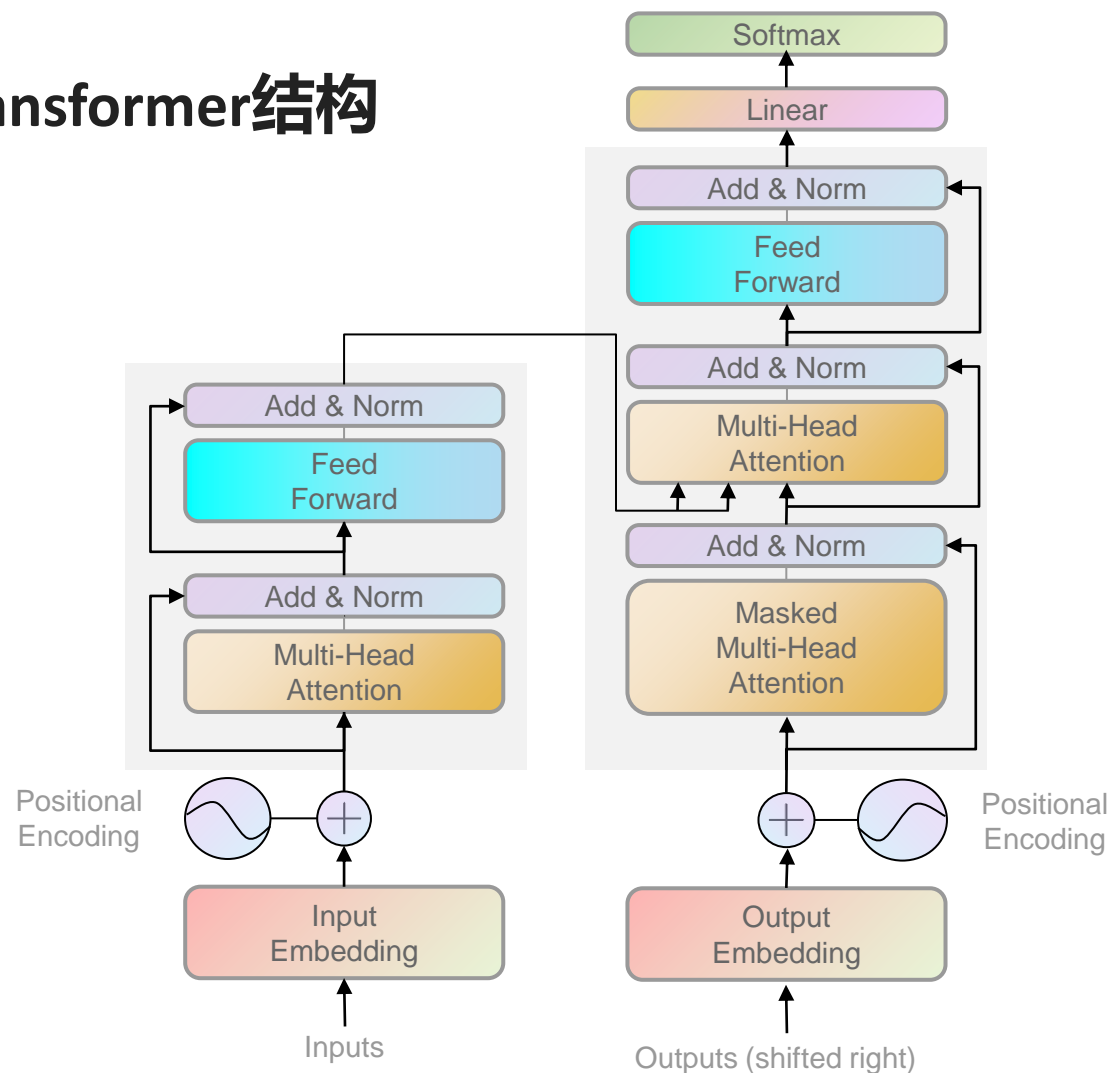 ansformer结构
Softmax
Linear
Add & Norm
Feed
Forward
Add & Norm
Multi-Head
Attention
Add & Norm
Masked
Multi-Head
Attention
Positional
Encoding
Output
Embedding
Outputs (shifted right)
Add & Norm
Feed
Forward
Add & Norm
Multi-Head
Attention
Positional
Encoding
Input
Embedding
Inputs